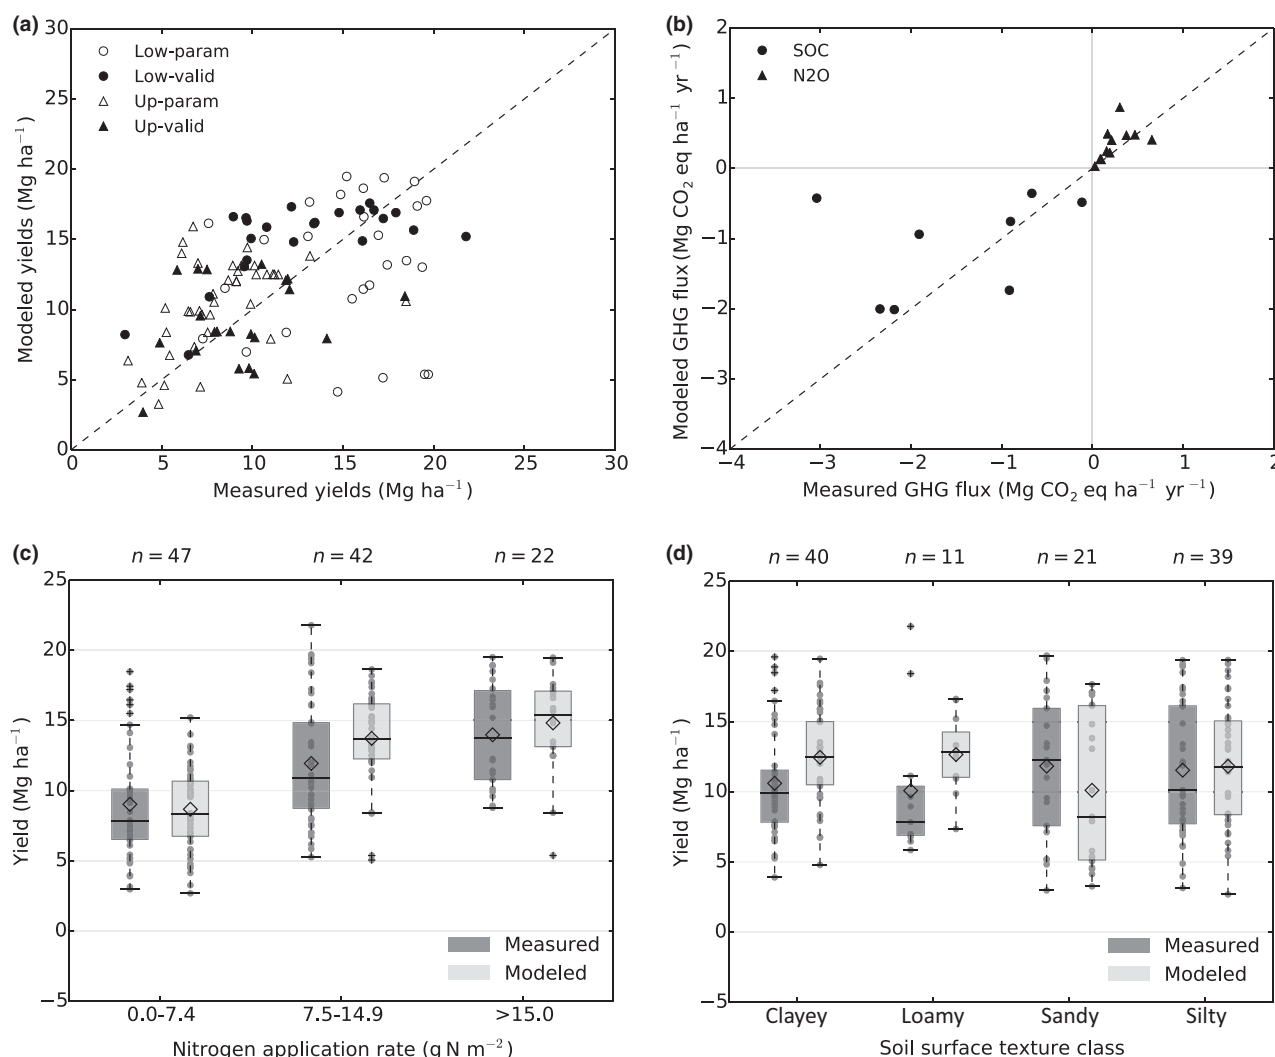 (a)
30
25
20
15
10
5
0
0 5 10 15 20 25 30
Modeled yields (Mg ha⁻¹)
Measured yields (Mg ha⁻¹)
Low-param
Low-valid
Up-param
Up-valid
(b)
2
1
0
−1
−2
−3
−4
−4 −3 −2 −1 0 1 2
Modeled GHG flux (Mg CO₂ eq ha⁻¹ yr⁻¹)
Measured GHG flux (Mg CO₂ eq ha⁻¹ yr⁻¹)
SOC
N2O
(c)
n = 47 n = 42 n = 22
25
20
15
10
5
0
−5
Yield (Mg ha⁻¹)
Measured
Modeled
0.0-7.4 7.5-14.9 >15.0
Nitrogen application rate (g N m⁻²)
(d)
n = 40 n = 11 n = 21 n = 39
25
20
15
10
5
0
−5
Yield (Mg ha⁻¹)
Measured
Modeled
Clayey Loamy Sandy Silty
Soil surface texture class